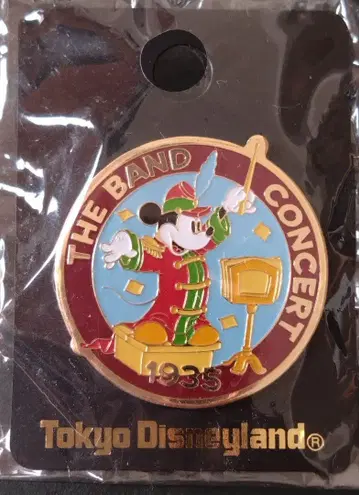 THE BAND CONCERT
1935
Tokyo Disneyland®